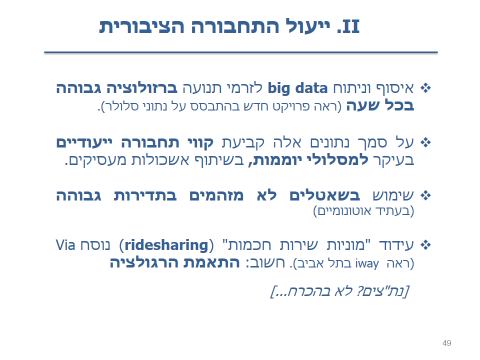 II. ייעול התחבורה הציבורית
❖ איסוף וניתוח big data לזרמי תנועה ברזולוציה גבוהה
בכל שעה (ראה פרויקט חדש בהתבסס על נתוני סלולר).
❖ על סמך נתונים אלה קביעת קווי תחבורה ייעודיים
בעיקר למסלולי יוממות, בשיתוף אשכולות מעסיקים.
❖ שימוש בשאטלים לא מזהמים בתדירות גבוהה
(בעתיד אוטונומיים)
❖ עידוד "מוניות שירות חכמות" (ridesharing) נוסח Via
(ראה iway בתל אביב). חשוב: התאמת הרגולציה
[נת"צים? לא בהכרח...]
49